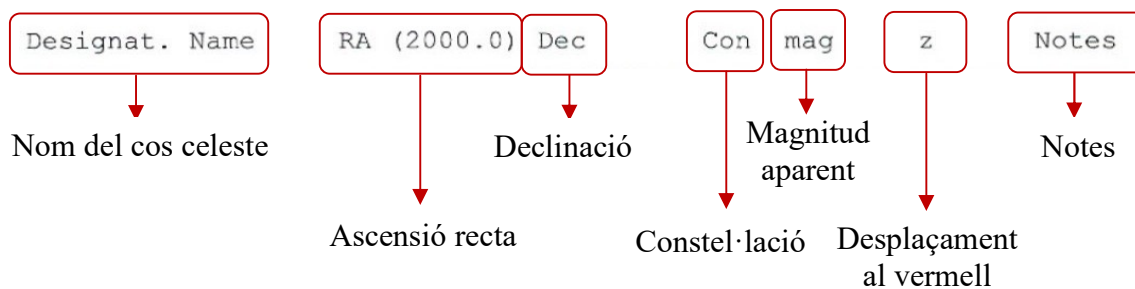 Designat. Name RA (2000.0) Dec Con mag z Notes
Nom del cos celeste Declinació Magnitud Notes
aparent
Ascensió recta Constel·lació Desplaçament
al vermell